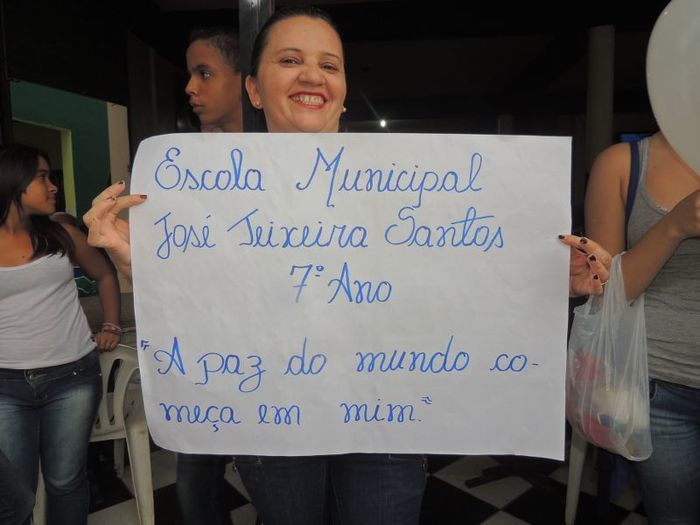 Escola Municipal
José Teixeira Santos
7º Ano
"A paz do mundo co-
meça em mim."